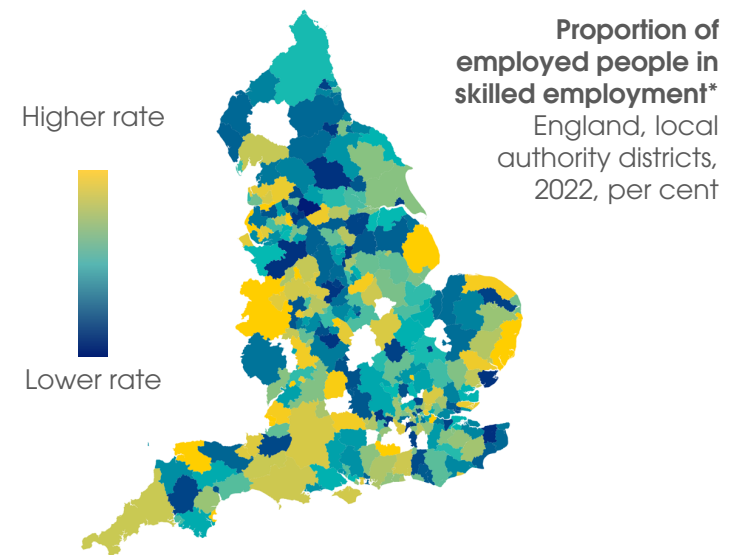 Proportion of
employed people in
skilled employment*
England, local
authority districts,
2022, per cent
Higher rate
Lower rate